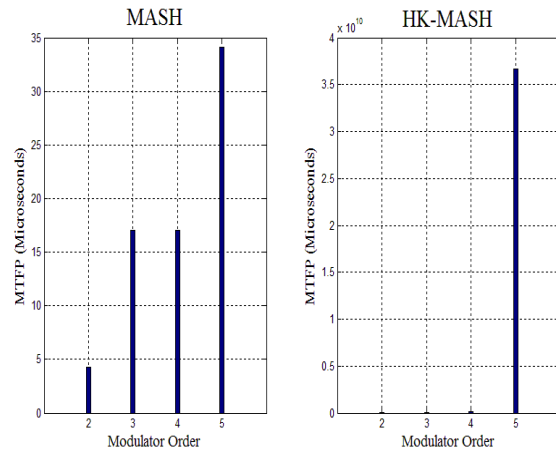 MASH
35
30
25
20
15
10
5
0
MTFP (Microseconds)
2 3 4 5
Modulator Order
HK-MASH
x 10^10
4
3.5
3
2.5
2
1.5
1
0.5
0
MTFP (Microseconds)
2 3 4 5
Modulator Order